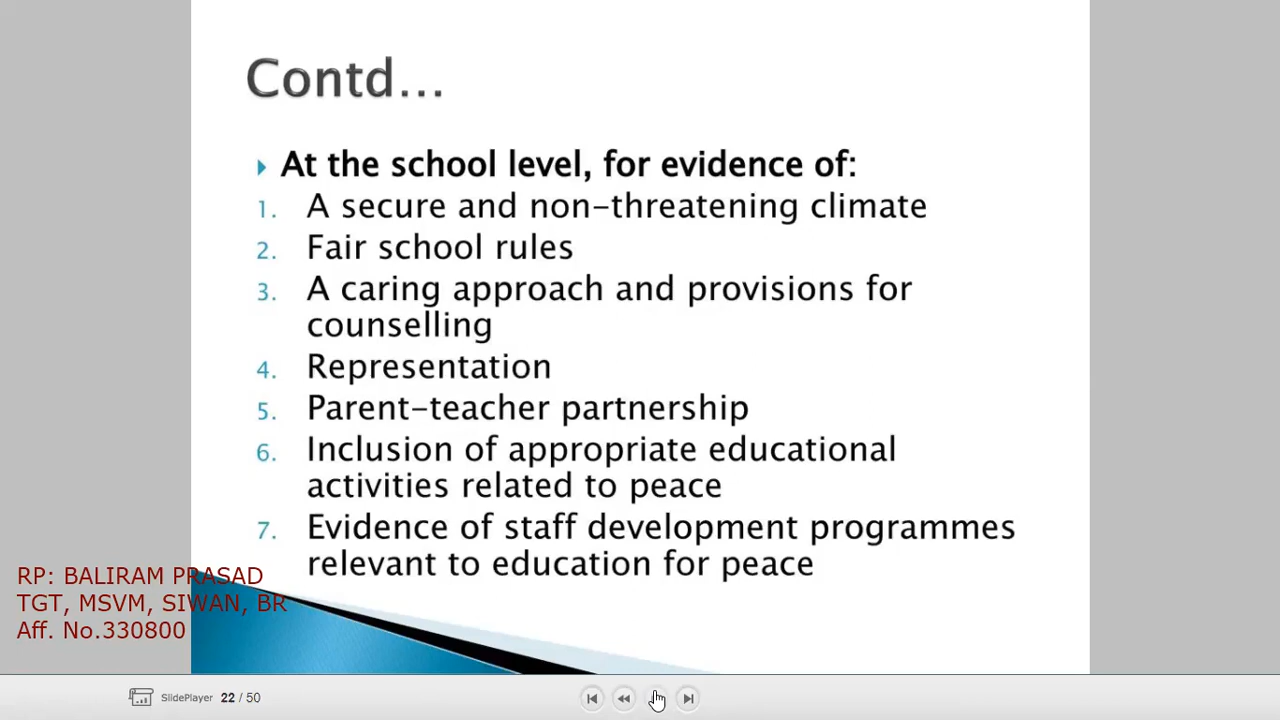 Contd...
At the school level, for evidence of:
1. A secure and non-threatening climate
2. Fair school rules
3. A caring approach and provisions for
counselling
4. Representation
5. Parent-teacher partnership
6. Inclusion of appropriate educational
activities related to peace
7. Evidence of staff development programmes
relevant to education for peace
RP: BALIRAM PRASAD
TGT, MSVM, SIWAN, BR
Aff. No.330800
SlidePlayer 22 / 50